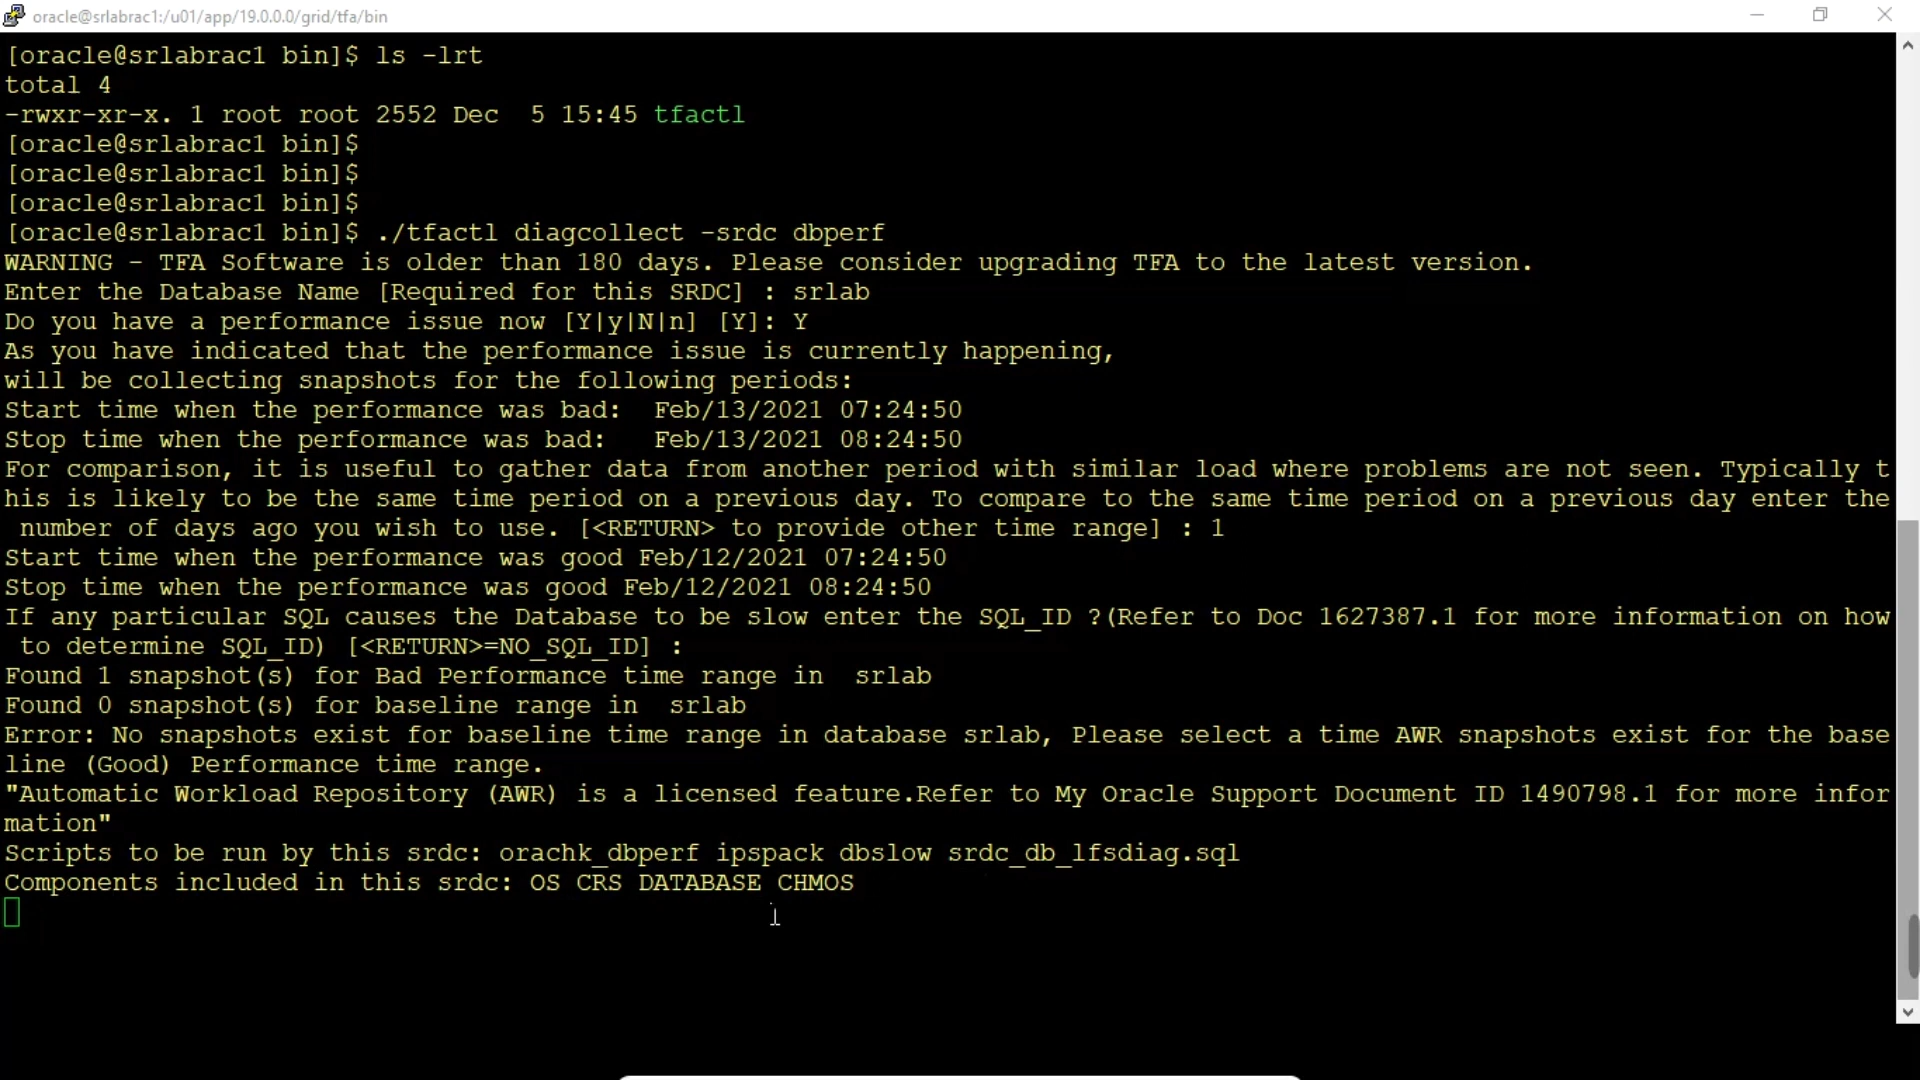 oracle@srlabrac1:/u01/app/19.0.0.0/grid/tfa/bin
[oracle@srlabrac1 bin]$ ls -lrt
total 4
-rwxr-xr-x. 1 root root 2552 Dec  5 15:45 tfactl
[oracle@srlabrac1 bin]$
[oracle@srlabrac1 bin]$
[oracle@srlabrac1 bin]$
[oracle@srlabrac1 bin]$ ./tfactl diagcollect -srdc dbperf
WARNING - TFA Software is older than 180 days. Please consider upgrading TFA to the latest version.
Enter the Database Name [Required for this SRDC] : srlab
Do you have a performance issue now [Y|y|N|n] [Y]: Y
As you have indicated that the performance issue is currently happening,
will be collecting snapshots for the following periods:
Start time when the performance was bad:  Feb/13/2021 07:24:50
Stop time when the performance was bad:   Feb/13/2021 08:24:50
For comparison, it is useful to gather data from another period with similar load where problems are not seen. Typically t
his is likely to be the same time period on a previous day. To compare to the same time period on a previous day enter the
 number of days ago you wish to use. [<RETURN> to provide other time range] : 1
Start time when the performance was good Feb/12/2021 07:24:50
Stop time when the performance was good Feb/12/2021 08:24:50
If any particular SQL causes the Database to be slow enter the SQL_ID ?(Refer to Doc 1627387.1 for more information on how
 to determine SQL_ID) [<RETURN>=NO_SQL_ID] :
Found 1 snapshot(s) for Bad Performance time range in  srlab
Found 0 snapshot(s) for baseline range in  srlab
Error: No snapshots exist for baseline time range in database srlab, Please select a time AWR snapshots exist for the base
line (Good) Performance time range.
"Automatic Workload Repository (AWR) is a licensed feature.Refer to My Oracle Support Document ID 1490798.1 for more infor
mation"
Scripts to be run by this srdc: orachk_dbperf ipspack dbslow srdc_db_lfsdiag.sql
Components included in this srdc: OS CRS DATABASE CHMOS